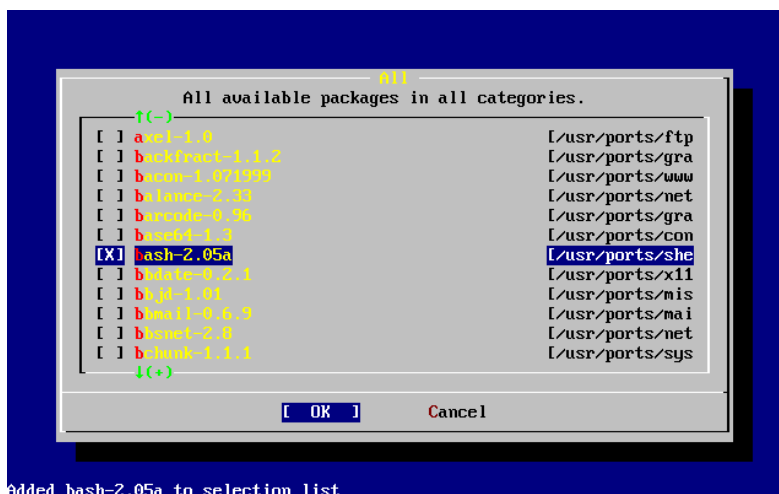 All
All available packages in all categories.
↑(-)
[ ] axel-1.0 [/usr/ports/ftp
[ ] backfract-1.1.2 [/usr/ports/gra
[ ] bacon-1.071999 [/usr/ports/www
[ ] balance-2.33 [/usr/ports/net
[ ] barcode-0.96 [/usr/ports/gra
[ ] base64-1.3 [/usr/ports/con
[X] bash-2.05a [/usr/ports/she
[ ] bbdate-0.2.1 [/usr/ports/x11
[ ] bbjd-1.01 [/usr/ports/mis
[ ] bbmail-0.6.9 [/usr/ports/mai
[ ] bbsnet-2.8 [/usr/ports/net
[ ] bchunk-1.1.1 [/usr/ports/sys
↓(+)
[ OK ] Cancel
Added bash-2.05a to selection list